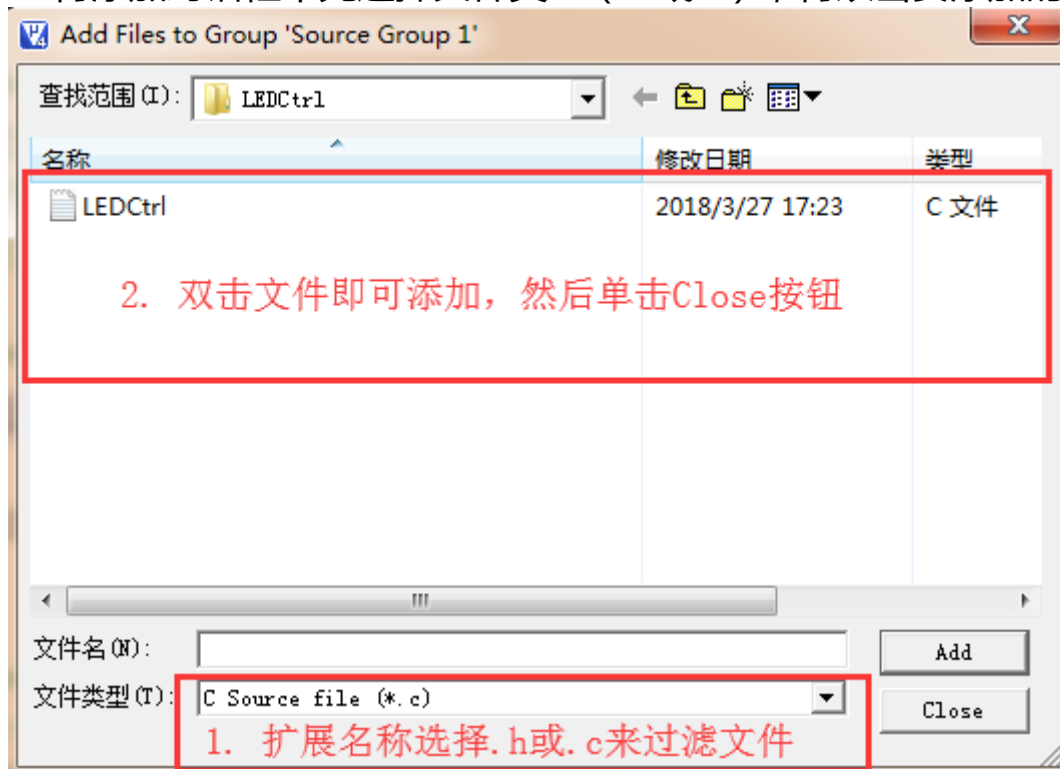 Add Files to Group 'Source Group 1'
查找范围(I): LEDCtrl
名称 修改日期 类型
LEDCtrl 2018/3/27 17:23 C 文件
2. 双击文件即可添加，然后单击Close按钮
文件名(N): Add
文件类型(T): C Source file (*.c) Close
1. 扩展名称选择.h或.c来过滤文件